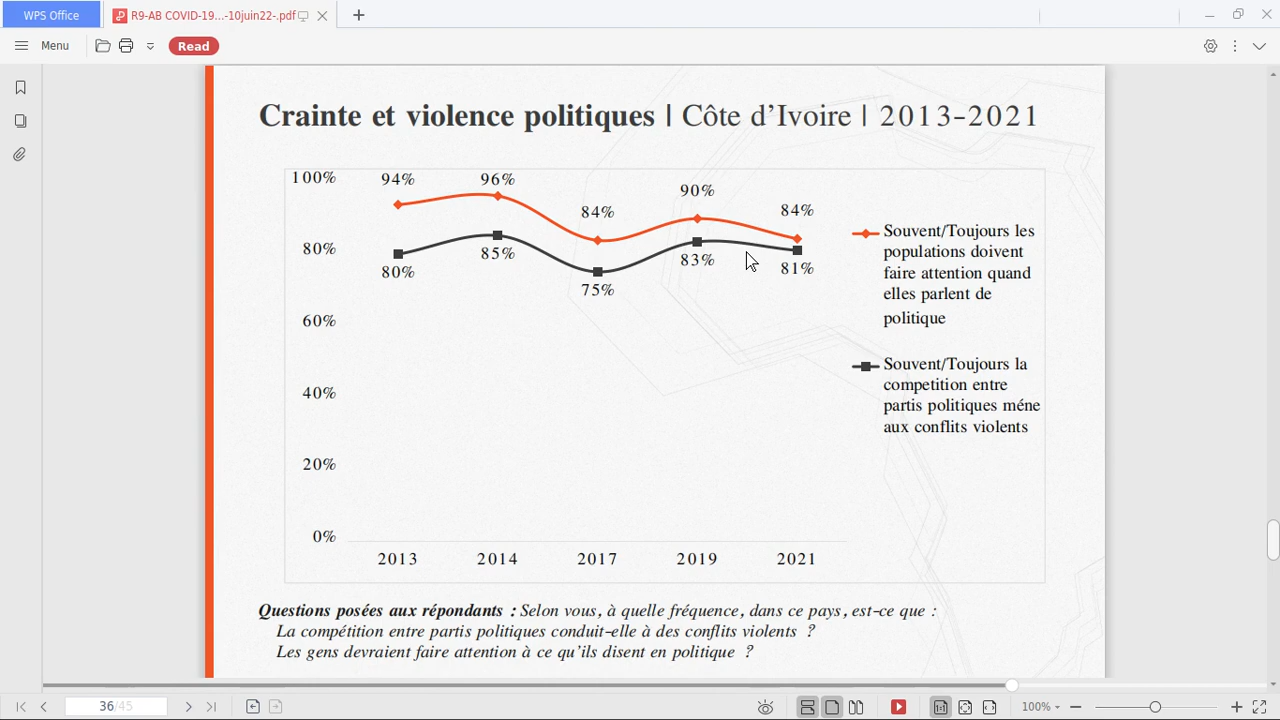 WPS Office
R9-AB COVID-19...-10juin22-.pdf
Menu
Read
Crainte et violence politiques | Côte d'Ivoire | 2013-2021
100%
80%
60%
40%
20%
0%
94%
96%
84%
90%
84%
80%
85%
75%
83%
81%
2013
2014
2017
2019
2021
Souvent/Toujours les
populations doivent
faire attention quand
elles parlent de
politique
Souvent/Toujours la
competition entre
partis politiques méne
aux conflits violents
Questions posées aux répondants : Selon vous, à quelle fréquence, dans ce pays, est-ce que :
La compétition entre partis politiques conduit-elle à des conflits violents ?
Les gens devraient faire attention à ce qu'ils disent en politique ?
36/45
100%